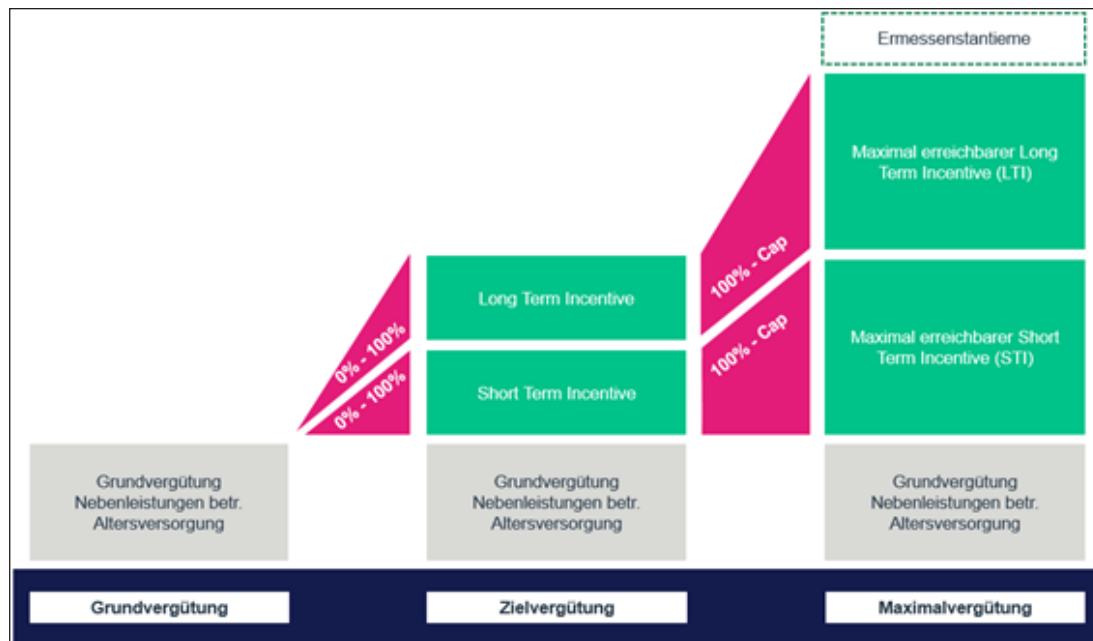 Ermessenstantieme
Maximal erreichbarer Long
Term Incentive (LTI)
100% - Cap
Long Term Incentive
0% - 100%
100% - Cap
Maximal erreichbarer Short
Term Incentive (STI)
Short Term Incentive
0% - 100%
Grundvergütung
Nebenleistungen betr.
Altersversorgung
Grundvergütung
Nebenleistungen betr.
Altersversorgung
Grundvergütung
Nebenleistungen betr.
Altersversorgung
Grundvergütung
Zielvergütung
Maximalvergütung